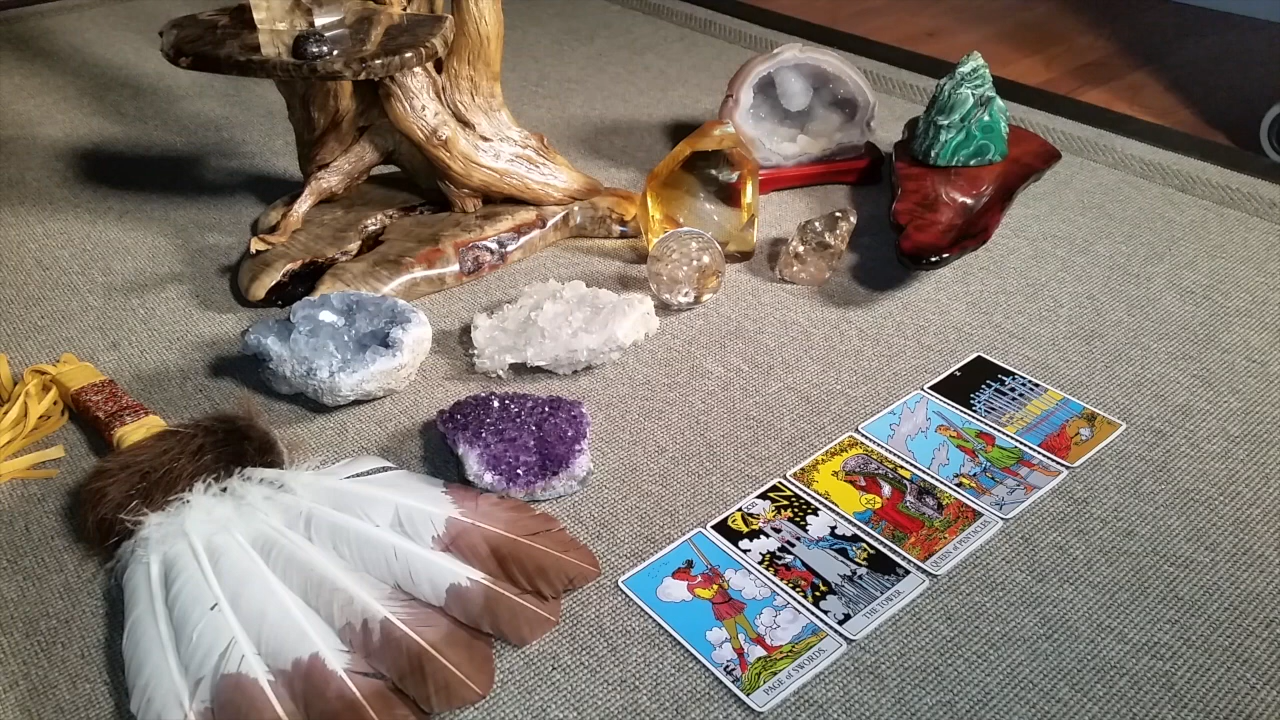 PAGE of SWORDS.
THE TOWER
QUEEN of PENTACLES
X